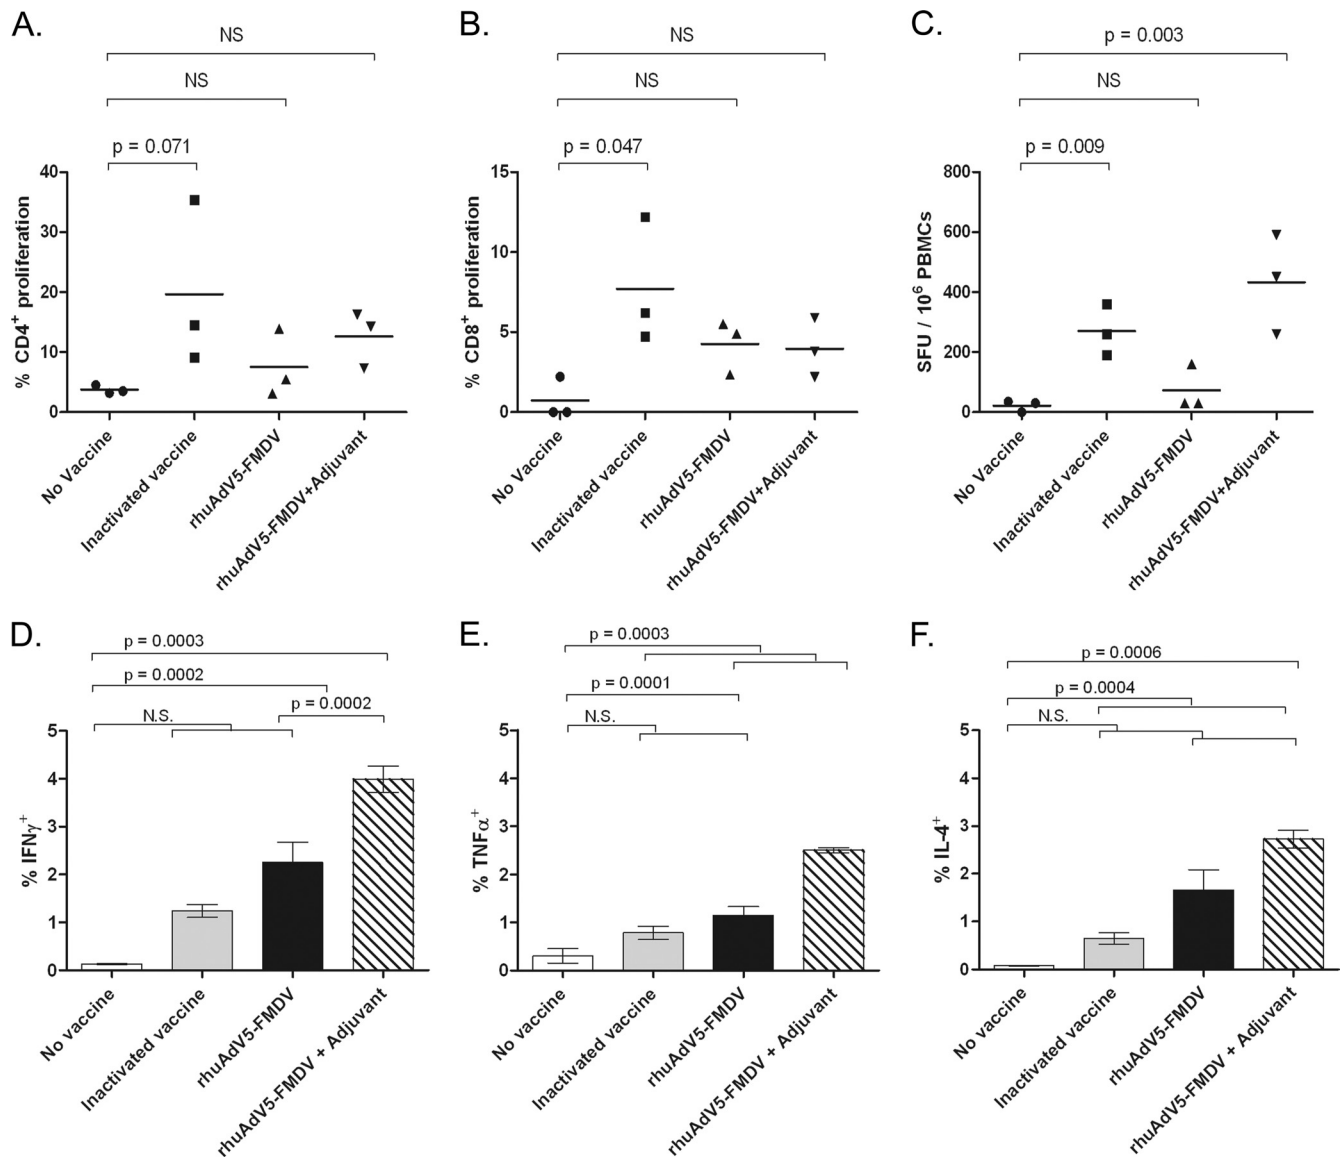 A.
NS
NS
p = 0.071
% CD4+ proliferation
40
30
20
10
0
No Vaccine
Inactivated vaccine
rhuAdV5-FMDV
rhuAdV5-FMDV+Adjuvant
B.
NS
NS
p = 0.047
% CD8+ proliferation
15
10
5
0
No Vaccine
Inactivated vaccine
rhuAdV5-FMDV
rhuAdV5-FMDV+Adjuvant
C.
p = 0.003
NS
p = 0.009
SFU / 10^6 PBMCs
800
600
400
200
0
No Vaccine
Inactivated vaccine
rhuAdV5-FMDV
rhuAdV5-FMDV+Adjuvant
D.
p = 0.0003
p = 0.0002
p = 0.0002
N.S.
% IFNγ+
5
4
3
2
1
0
No vaccine
Inactivated vaccine
rhuAdV5-FMDV
rhuAdV5-FMDV + Adjuvant
E.
p = 0.0003
p = 0.0001
N.S.
% TNFα+
5
4
3
2
1
0
No vaccine
Inactivated vaccine
rhuAdV5-FMDV
rhuAdV5-FMDV + Adjuvant
F.
p = 0.0006
p = 0.0004
N.S.
% IL-4+
5
4
3
2
1
0
No vaccine
Inactivated vaccine
rhuAdV5-FMDV
rhuAdV5-FMDV + Adjuvant